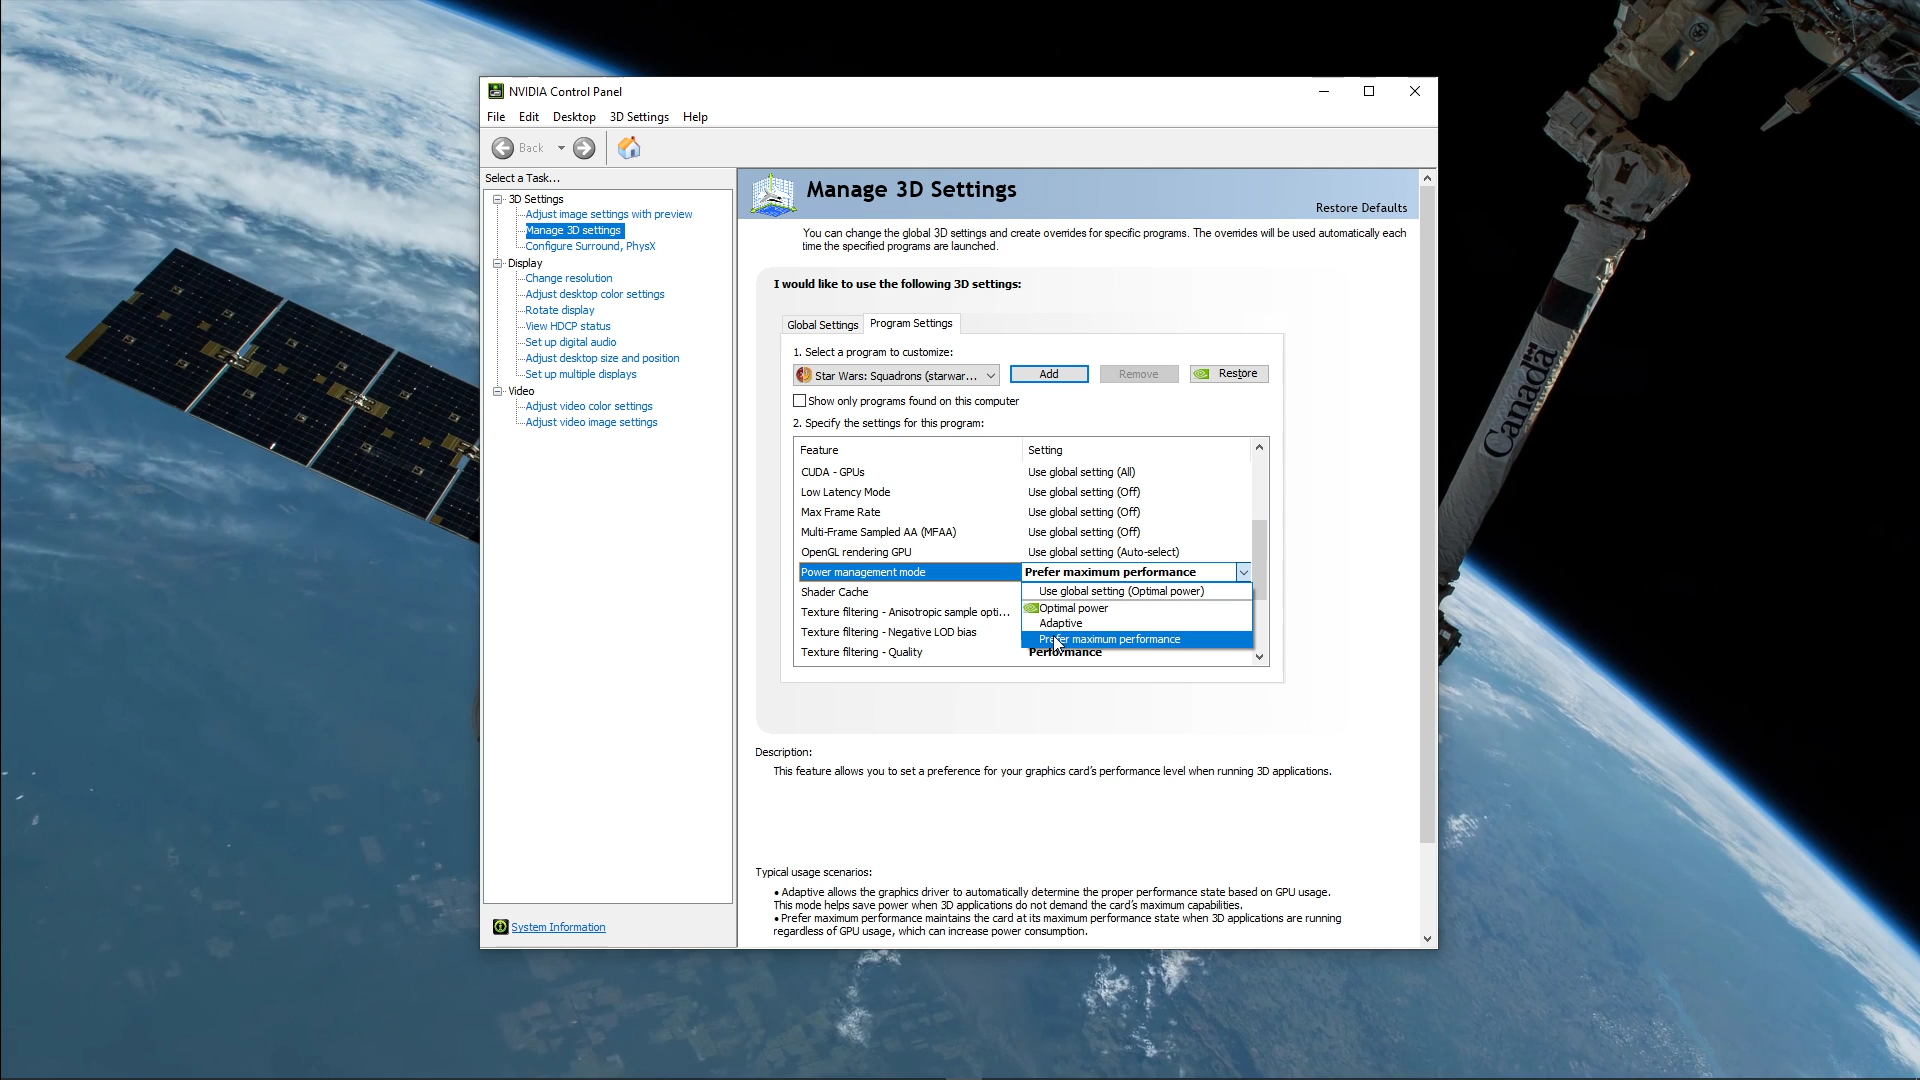 NVIDIA Control Panel
File Edit Desktop 3D Settings Help
Back
Select a Task...
3D Settings
Adjust image settings with preview
Manage 3D settings
Configure Surround, PhysX
Display
Change resolution
Adjust desktop color settings
Rotate display
View HDCP status
Set up digital audio
Adjust desktop size and position
Set up multiple displays
Video
Adjust video color settings
Adjust video image settings
System Information
Manage 3D Settings
Restore Defaults
You can change the global 3D settings and create overrides for specific programs. The overrides will be used automatically each
time the specified programs are launched.
I would like to use the following 3D settings:
Global Settings Program Settings
1. Select a program to customize:
Star Wars: Squadrons (starwar... Add Remove Restore
Show only programs found on this computer
2. Specify the settings for this program:
Feature Setting
CUDA - GPUs Use global setting (All)
Low Latency Mode Use global setting (Off)
Max Frame Rate Use global setting (Off)
Multi-Frame Sampled AA (MFAA) Use global setting (Off)
OpenGL rendering GPU Use global setting (Auto-select)
Power management mode Prefer maximum performance
Shader Cache Use global setting (Optimal power)
Texture filtering - Anisotropic sample opti... Optimal power
Adaptive
Texture filtering - Negative LOD bias Prefer maximum performance
Texture filtering - Quality Performance
Description:
This feature allows you to set a preference for your graphics card's performance level when running 3D applications.
Typical usage scenarios:
• Adaptive allows the graphics driver to automatically determine the proper performance state based on GPU usage.
This mode helps save power when 3D applications do not demand the card's maximum capabilities.
• Prefer maximum performance maintains the card at its maximum performance state when 3D applications are running
regardless of GPU usage, which can increase power consumption.
Canada